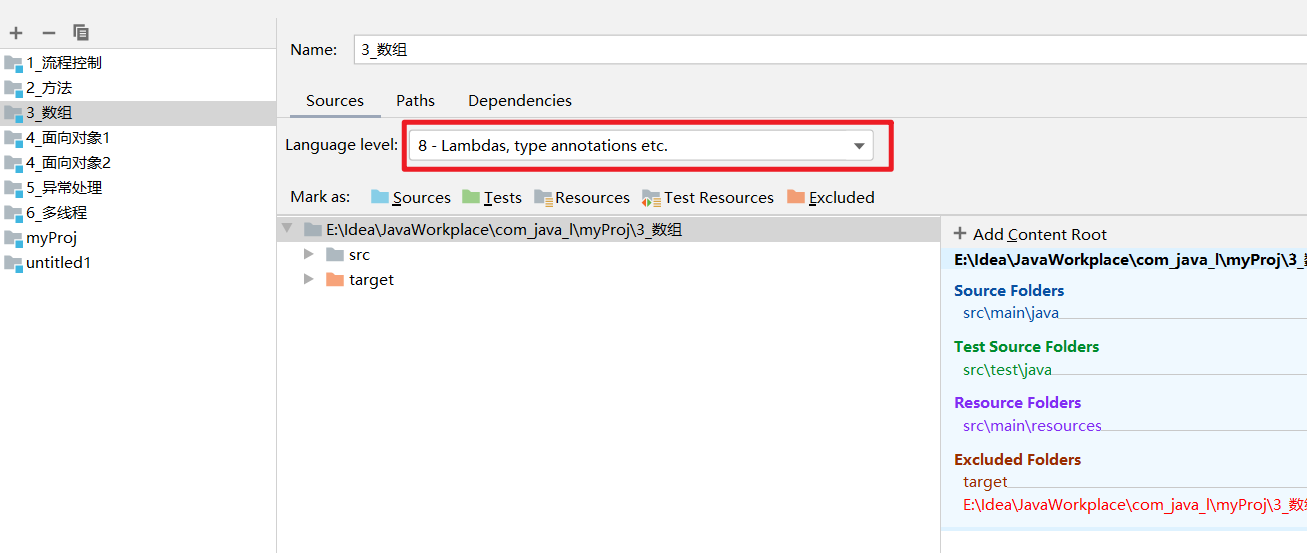 1_流程控制
2_方法
3_数组
4_面向对象1
4_面向对象2
5_异常处理
6_多线程
myProj
untitled1
Name: 3_数组
Sources Paths Dependencies
Language level: 8 - Lambdas, type annotations etc.
Mark as: Sources Tests Resources Test Resources Excluded
E:\Idea\JavaWorkplace\com_java_l\myProj\3_数组
src
target
+ Add Content Root
E:\Idea\JavaWorkplace\com_java_l\myProj\3_
Source Folders
src\main\java
Test Source Folders
src\test\java
Resource Folders
src\main\resources
Excluded Folders
target
E:\Idea\JavaWorkplace\com_java_l\myProj\3_数